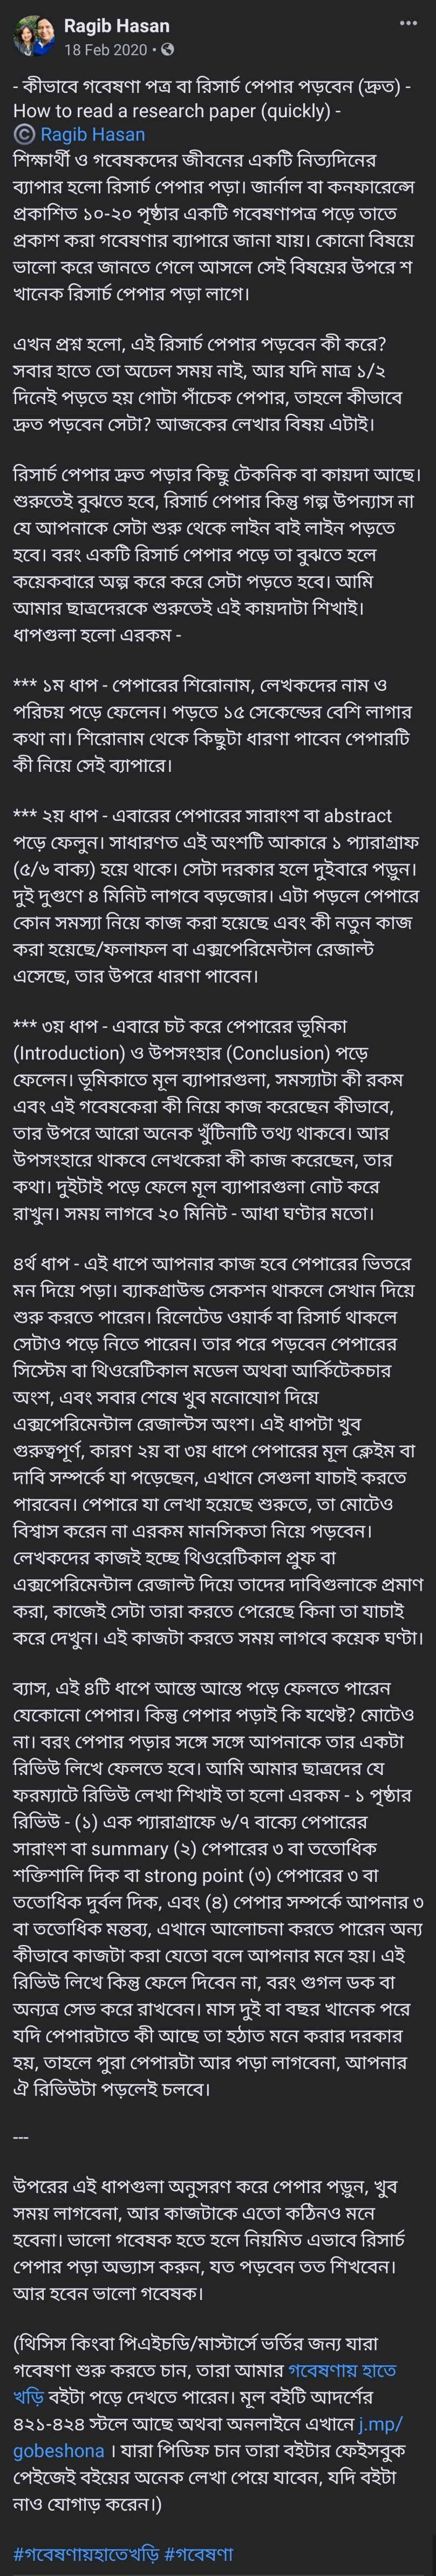 Ragib Hasan
18 Feb 2020 •
- কীভাবে গবেষণা পত্র বা রিসার্চ পেপার পড়বেন (দ্রুত) -
How to read a research paper (quickly) -
© Ragib Hasan
শিক্ষার্থী ও গবেষকদের জীবনের একটি নিত্যদিনের
ব্যাপার হলো রিসার্চ পেপার পড়া। জার্নাল বা কনফারেন্সে
প্রকাশিত ১০-২০ পৃষ্ঠার একটি গবেষণাপত্র পড়ে তাতে
প্রকাশ করা গবেষণার ব্যাপারে জানা যায়। কোনো বিষয়ে
ভালো করে জানতে গেলে আসলে সেই বিষয়ের উপরে শ
খানেক রিসার্চ পেপার পড়া লাগে।
এখন প্রশ্ন হলো, এই রিসার্চ পেপার পড়বেন কী করে?
সবার হাতে তো অঢেল সময় নাই, আর যদি মাত্র ১/২
দিনেই পড়তে হয় গোটা পাঁচেক পেপার, তাহলে কীভাবে
দ্রুত পড়বেন সেটা? আজকের লেখার বিষয় এটাই।
রিসার্চ পেপার দ্রুত পড়ার কিছু টেকনিক বা কায়দা আছে।
শুরুতেই বুঝতে হবে, রিসার্চ পেপার কিন্তু গল্প উপন্যাস না
যে আপনাকে সেটা শুরু থেকে লাইন বাই লাইন পড়তে
হবে। বরং একটি রিসার্চ পেপার পড়ে তা বুঝতে হলে
কয়েকবারে অল্প করে করে সেটা পড়তে হবে। আমি
আমার ছাত্রদেরকে শুরুতেই এই কায়দাটা শিখাই।
ধাপগুলা হলো এরকম -
*** ১ম ধাপ - পেপারের শিরোনাম, লেখকদের নাম ও
পরিচয় পড়ে ফেলেন। পড়তে ১৫ সেকেন্ডের বেশি লাগার
কথা না। শিরোনাম থেকে কিছুটা ধারণা পাবেন পেপারটি
কী নিয়ে সেই ব্যাপারে।
*** ২য় ধাপ - এবারের পেপারের সারাংশ বা abstract
পড়ে ফেলুন। সাধারণত এই অংশটি আকারে ১ প্যারাগ্রাফ
(৫/৬ বাক্য) হয়ে থাকে। সেটা দরকার হলে দুইবারে পড়ুন।
দুই দুগুণে ৪ মিনিট লাগবে বড়জোর। এটা পড়লে পেপারে
কোন সমস্যা নিয়ে কাজ করা হয়েছে এবং কী নতুন কাজ
করা হয়েছে/ফলাফল বা এক্সপেরিমেন্টাল রেজাল্ট
এসেছে, তার উপরে ধারণা পাবেন।
*** ৩য় ধাপ - এবারে চট করে পেপারের ভূমিকা
(Introduction) ও উপসংহার (Conclusion) পড়ে
ফেলেন। ভূমিকাতে মূল ব্যাপারগুলা, সমস্যাটা কী রকম
এবং এই গবেষকেরা কী নিয়ে কাজ করেছেন কীভাবে,
তার উপরে আরো অনেক খুঁটিনাটি তথ্য থাকবে। আর
উপসংহারে থাকবে লেখকেরা কী কাজ করেছেন, তার
কথা। দুইটাই পড়ে ফেলে মূল ব্যাপারগুলা নোট করে
রাখুন। সময় লাগবে ২০ মিনিট - আধা ঘণ্টার মতো।
৪র্থ ধাপ - এই ধাপে আপনার কাজ হবে পেপারের ভিতরে
মন দিয়ে পড়া। ব্যাকগ্রাউন্ড সেকশন থাকলে সেখান দিয়ে
শুরু করতে পারেন। রিলেটেড ওয়ার্ক বা রিসার্চ থাকলে
সেটাও পড়ে নিতে পারেন। তার পরে পড়বেন পেপারের
সিস্টেম বা থিওরেটিকাল মডেল অথবা আর্কিটেকচার
অংশ, এবং সবার শেষে খুব মনোযোগ দিয়ে
এক্সপেরিমেন্টাল রেজাল্টস অংশ। এই ধাপটা খুব
গুরুত্বপূর্ণ, কারণ ২য় বা ৩য় ধাপে পেপারের মূল ক্লেইম বা
দাবি সম্পর্কে যা পড়েছেন, এখানে সেগুলা যাচাই করতে
পারবেন। পেপারে যা লেখা হয়েছে শুরুতে, তা মোটেও
বিশ্বাস করেন না এরকম মানসিকতা নিয়ে পড়বেন।
লেখকদের কাজই হচ্ছে থিওরেটিকাল প্রুফ বা
এক্সপেরিমেন্টাল রেজাল্ট দিয়ে তাদের দাবিগুলাকে প্রমাণ
করা, কাজেই সেটা তারা করতে পেরেছে কিনা তা যাচাই
করে দেখুন। এই কাজটা করতে সময় লাগবে কয়েক ঘণ্টা।
ব্যাস, এই ৪টি ধাপে আস্তে আস্তে পড়ে ফেলতে পারেন
যেকোনো পেপার। কিন্তু পেপার পড়াই কি যথেষ্ট? মোটেও
না। বরং পেপার পড়ার সঙ্গে সঙ্গে আপনাকে তার একটা
রিভিউ লিখে ফেলতে হবে। আমি আমার ছাত্রদের যে
ফরম্যাটে রিভিউ লেখা শিখাই তা হলো এরকম - ১ পৃষ্ঠার
রিভিউ - (১) এক প্যারাগ্রাফে ৬/৭ বাক্যে পেপারের
সারাংশ বা summary (২) পেপারের ৩ বা ততোধিক
শক্তিশালি দিক বা strong point (৩) পেপারের ৩ বা
ততোধিক দুর্বল দিক, এবং (৪) পেপার সম্পর্কে আপনার ৩
বা ততোধিক মন্তব্য, এখানে আলোচনা করতে পারেন অন্য
কীভাবে কাজটা করা যেতো বলে আপনার মনে হয়। এই
রিভিউ লিখে কিন্তু ফেলে দিবেন না, বরং গুগল ডক বা
অন্যত্র সেভ করে রাখবেন। মাস দুই বা বছর খানেক পরে
যদি পেপারটাতে কী আছে তা হঠাত মনে করার দরকার
হয়, তাহলে পুরা পেপারটা আর পড়া লাগবেনা, আপনার
ঐ রিভিউটা পড়লেই চলবে।
---
উপরের এই ধাপগুলা অনুসরণ করে পেপার পড়ুন, খুব
সময় লাগবেনা, আর কাজটাকে এতো কঠিনও মনে
হবেনা। ভালো গবেষক হতে হলে নিয়মিত এভাবে রিসার্চ
পেপার পড়া অভ্যাস করুন, যত পড়বেন তত শিখবেন।
আর হবেন ভালো গবেষক।
(থিসিস কিংবা পিএইচডি/মাস্টার্সে ভর্তির জন্য যারা
গবেষণা শুরু করতে চান, তারা আমার গবেষণায় হাতে
খড়ি বইটা পড়ে দেখতে পারেন। মূল বইটি আদর্শের
৪২১-৪২৪ স্টলে আছে অথবা অনলাইনে এখানে j.mp/
gobeshona । যারা পিডিফ চান তারা বইটার ফেইসবুক
পেইজেই বইয়ের অনেক লেখা পেয়ে যাবেন, যদি বইটা
নাও যোগাড় করেন।)
#গবেষণায়হাতেখড়ি #গবেষণা